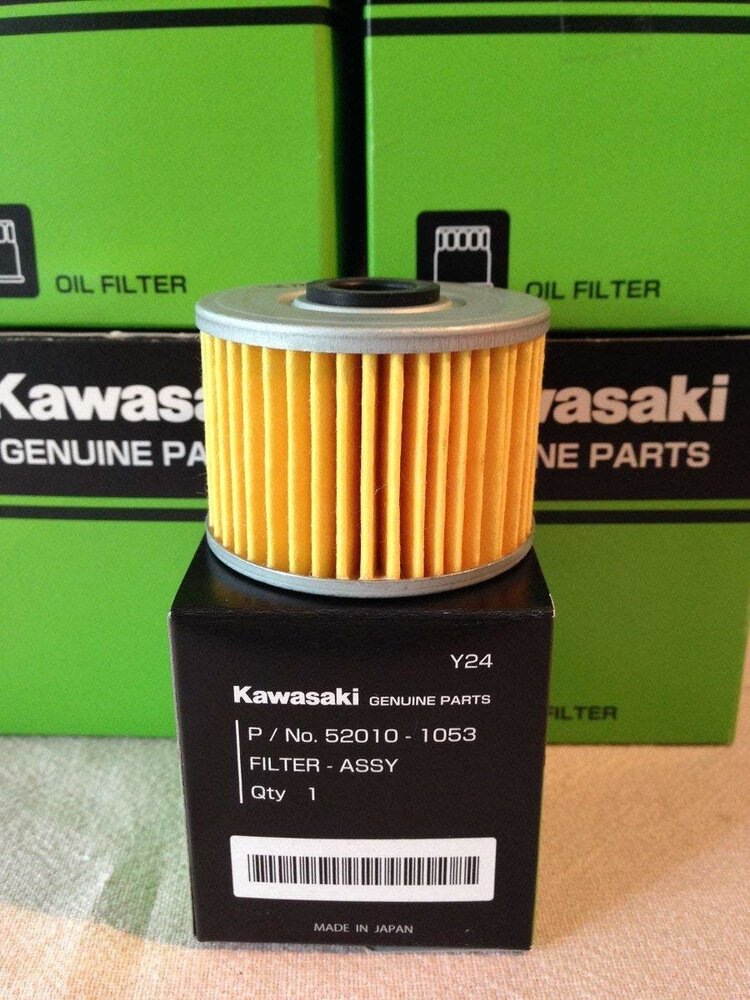 OIL FILTER
OIL FILTER
Kawasa
GENUINE PA
wasaki
NE PARTS
FILTER
Y24
Kawasaki GENUINE PARTS
P / No. 52010 - 1053
FILTER - ASSY
Qty 1
MADE IN JAPAN